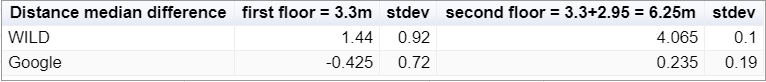 Distance median difference first floor = 3.3m stdev second floor = 3.3+2.95 = 6.25m stdev
WILD 1.44 0.92 4.065 0.1
Google -0.425 0.72 0.235 0.19